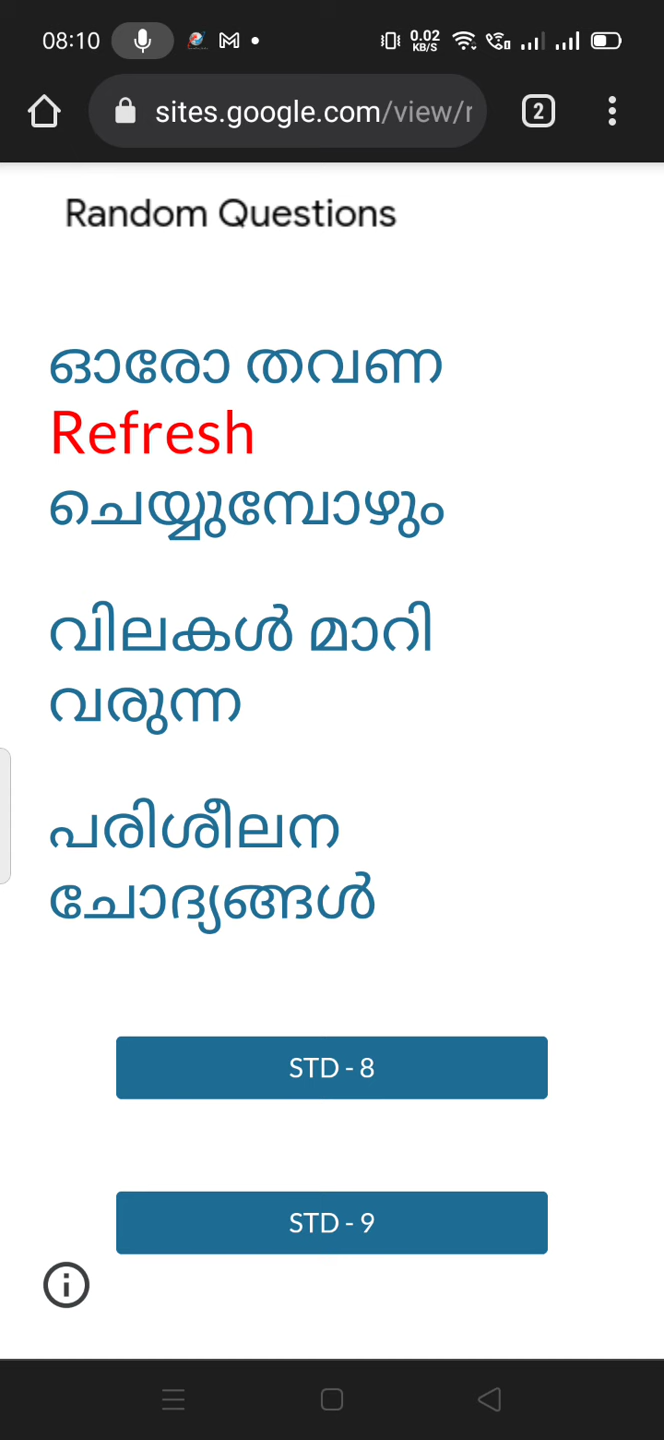 08:10 0.02 KB/S
sites.google.com/view/r 2
Random Questions
ഓരോ തവണ
Refresh
ചെയ്യുമ്പോഴും
വിലകൾ മാറി
വരുന്ന
പരിശീലന
ചോദ്യങ്ങൾ
STD - 8
STD - 9